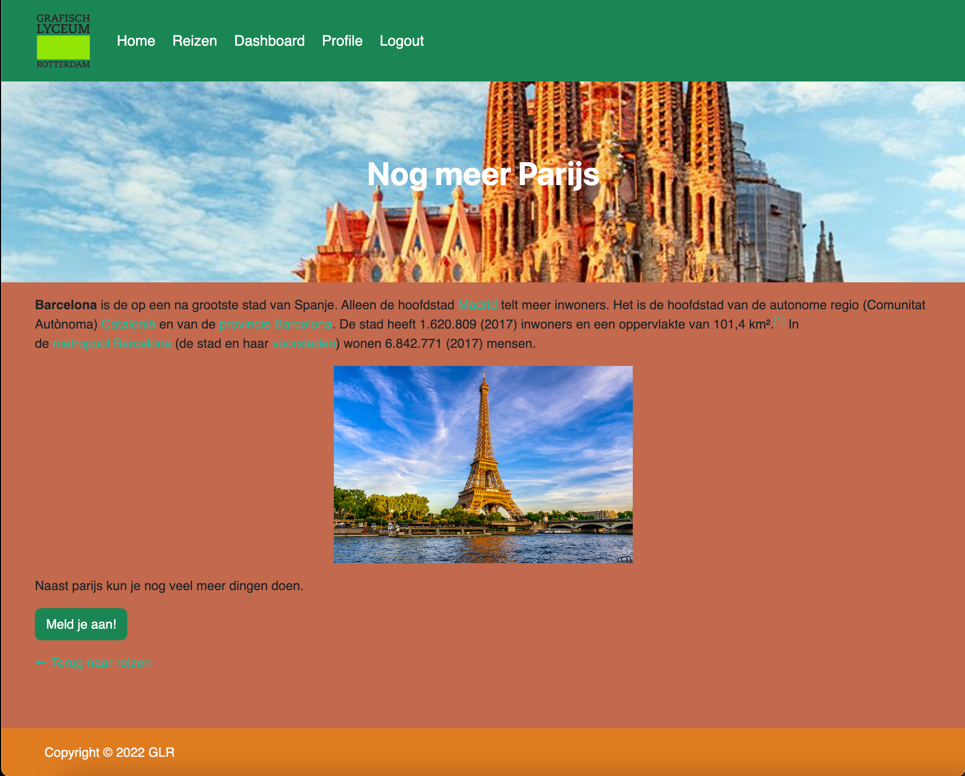 GRAFISCH
LYCEUM
ROTTERDAM
Home Reizen Dashboard Profile Logout
Nog meer Parijs
Barcelona is de op een na grootste stad van Spanje. Alleen de hoofdstad Madrid telt meer inwoners. Het is de hoofdstad van de autonome regio (Comunitat
Autònoma) Catalonië en van de provincie Barcelona. De stad heeft 1.620.809 (2017) inwoners en een oppervlakte van 101,4 km².[1] In
de metropool Barcelona (de stad en haar voorsteden) wonen 6.842.771 (2017) mensen.
Naast parijs kun je nog veel meer dingen doen.
Meld je aan!
← Terug naar reizen
Copyright © 2022 GLR